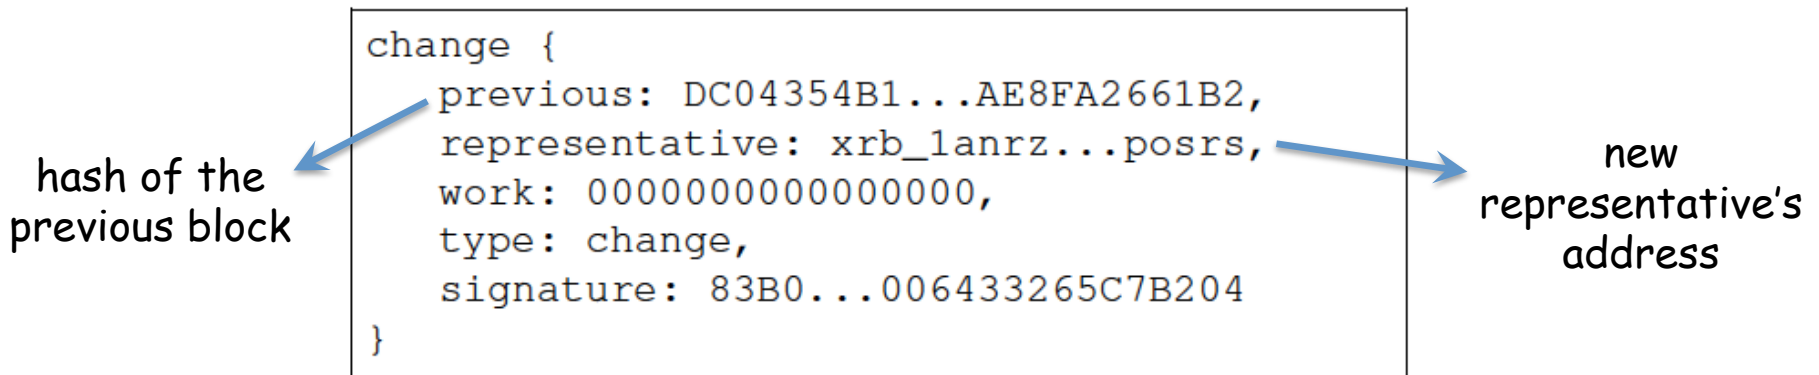 change {
previous: DC04354B1...AE8FA2661B2,
representative: xrb_1anrz...posrs,
work: 0000000000000000,
type: change,
signature: 83B0...006433265C7B204
}
hash of the
previous block
new
representative's
address